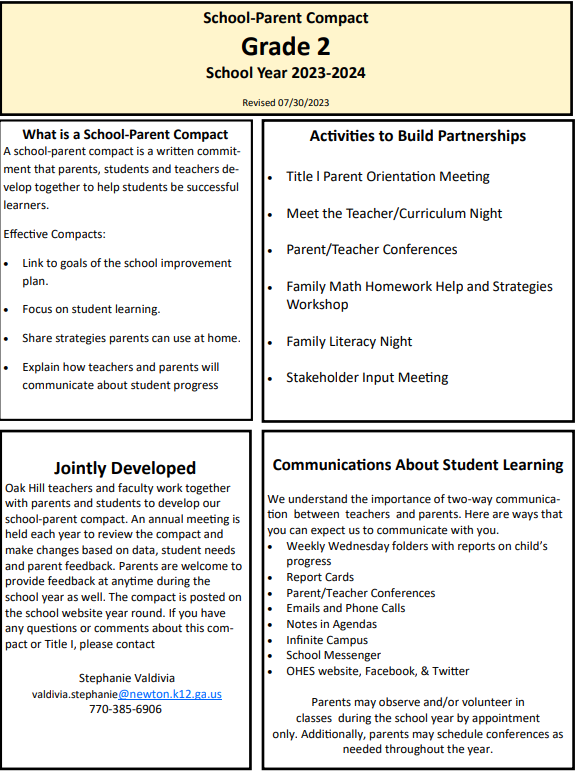 School-Parent Compact
Grade 2
School Year 2023-2024
Revised 07/30/2023
What is a School-Parent Compact
A school-parent compact is a written commit-
ment that parents, students and teachers de-
velop together to help students be successful
learners.
Effective Compacts:
• Link to goals of the school improvement
plan.
• Focus on student learning.
• Share strategies parents can use at home.
• Explain how teachers and parents will
communicate about student progress
Activities to Build Partnerships
• Title l Parent Orientation Meeting
• Meet the Teacher/Curriculum Night
• Parent/Teacher Conferences
• Family Math Homework Help and Strategies
Workshop
• Family Literacy Night
• Stakeholder Input Meeting
Jointly Developed
Oak Hill teachers and faculty work together
with parents and students to develop our
school-parent compact. An annual meeting is
held each year to review the compact and
make changes based on data, student needs
and parent feedback. Parents are welcome to
provide feedback at anytime during the
school year as well. The compact is posted on
the school website year round. If you have
any questions or comments about this com-
pact or Title I, please contact
Stephanie Valdivia
valdivia.stephanie@newton.k12.ga.us
770-385-6906
Communications About Student Learning
We understand the importance of two-way communica-
tion between teachers and parents. Here are ways that
you can expect us to communicate with you.
• Weekly Wednesday folders with reports on child’s
progress
• Report Cards
• Parent/Teacher Conferences
• Emails and Phone Calls
• Notes in Agendas
• Infinite Campus
• School Messenger
• OHES website, Facebook, & Twitter
Parents may observe and/or volunteer in
classes during the school year by appointment
only. Additionally, parents may schedule conferences as
needed throughout the year.